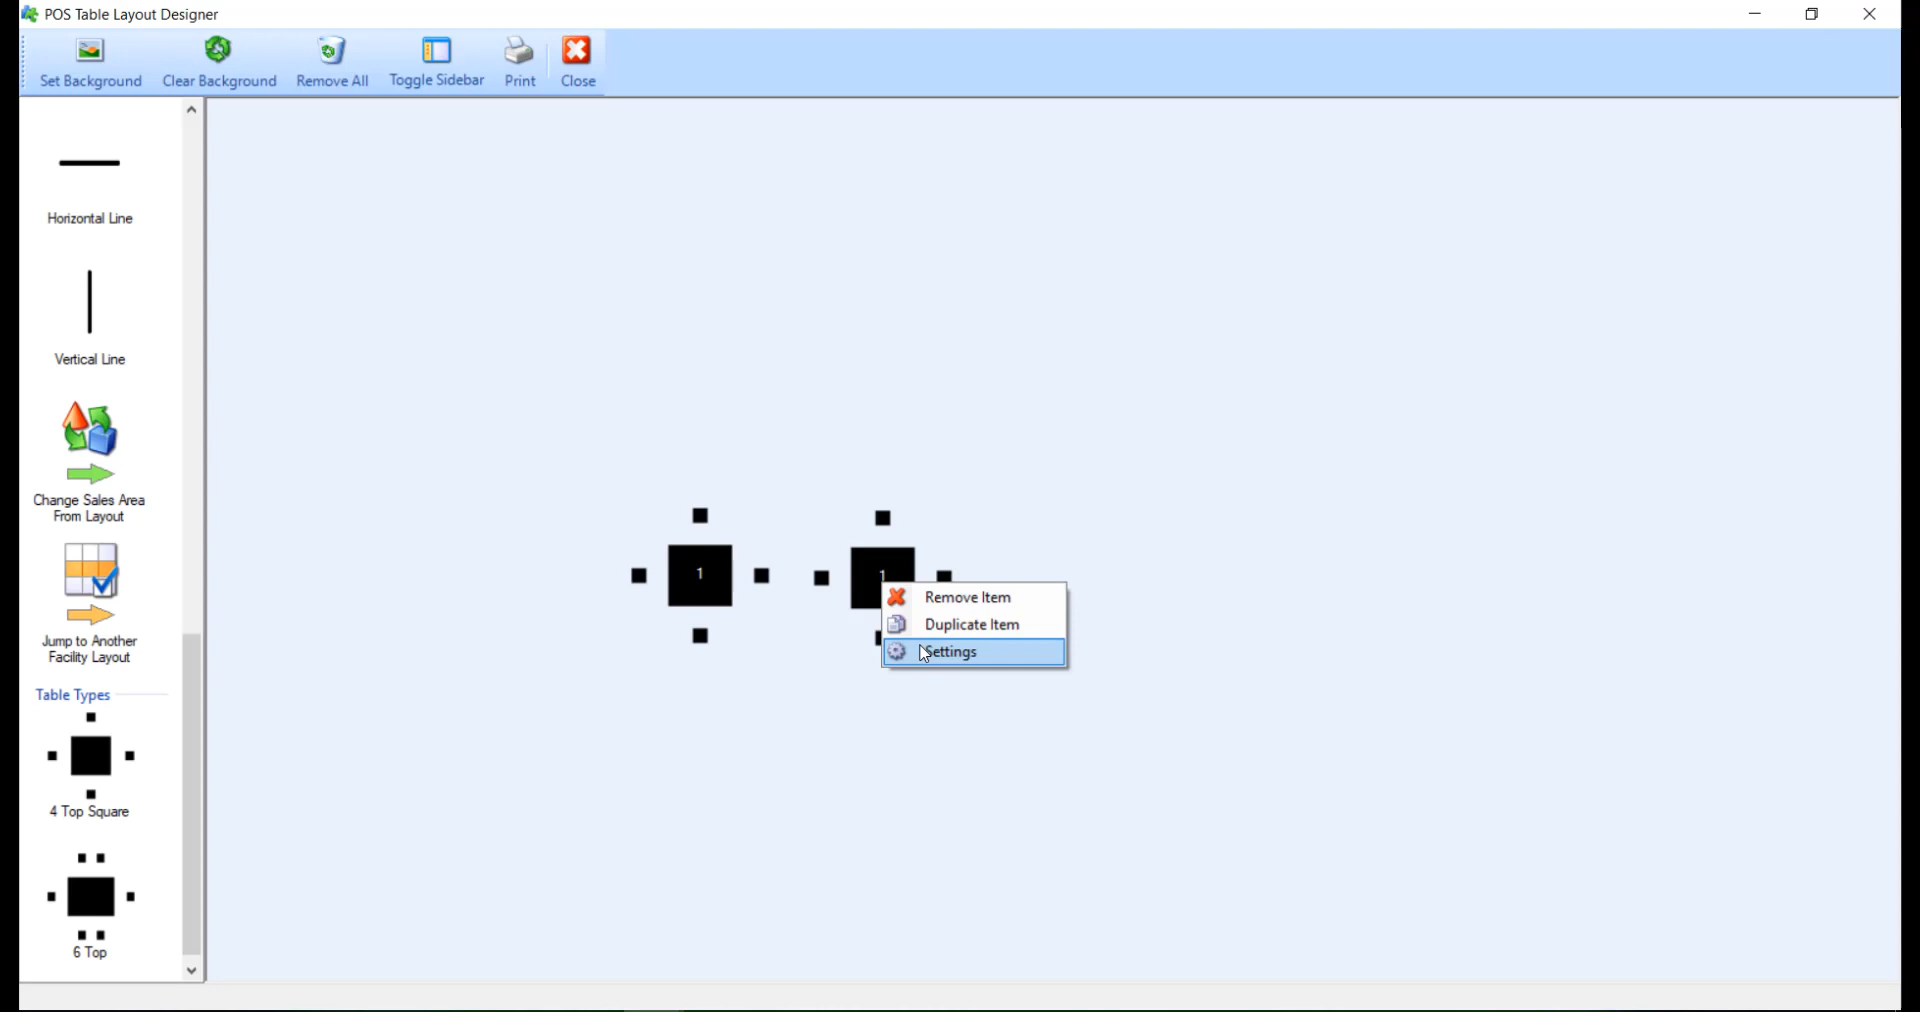 POS Table Layout Designer
Set Background
Clear Background
Remove All
Toggle Sidebar
Print
Close
Horizontal Line
Vertical Line
Change Sales Area
From Layout
Jump to Another
Facility Layout
Table Types
4 Top Square
6 Top
1
1
Remove Item
Duplicate Item
Settings